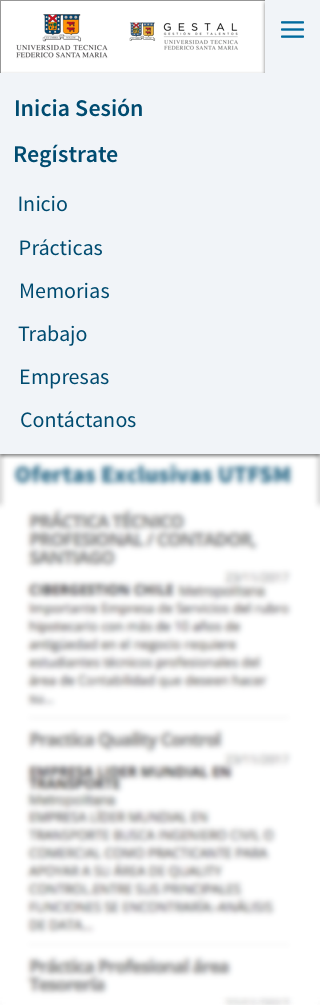 UNIVERSIDAD TECNICA
FEDERICO SANTA MARIA
GESTAL
GESTIÓN DE TALENTOS
UNIVERSIDAD TECNICA
FEDERICO SANTA MARIA
Inicia Sesión
Regístrate
Inicio
Prácticas
Memorias
Trabajo
Empresas
Contáctanos
Ofertas Exclusivas UTFSM
PRÁCTICA TÉCNICO
PROFESIONAL / CONTADOR,
SANTIAGO
23/11/2017
CIBERGESTION CHILE Metropolitana
Importante Empresa de Servicios del rubro
hipotecario con más de 10 años de
antigüedad en el negocio requiere
estudiantes técnicos profesionales del
área de Contabilidad que deseen hacer
su...
Practica Quality Control
23/11/2017
EMPRESA LIDER MUNDIAL EN
TRANSPORTE
Metropolitana
EMPRESA LÍDER MUNDIAL EN
TRANSPORTE BUSCA INGENIERO CIVIL O
COMERCIAL COMO PRACTICANTE PARA
APOYAR A SU ÁREA DE QUALITY
CONTROL,ENTRE SUS PRINCIPALES
FUNCIONES SE ENCONTRARÍA:-ANÁLISIS
DE DATA...
Práctica Profesional área
Tesorería